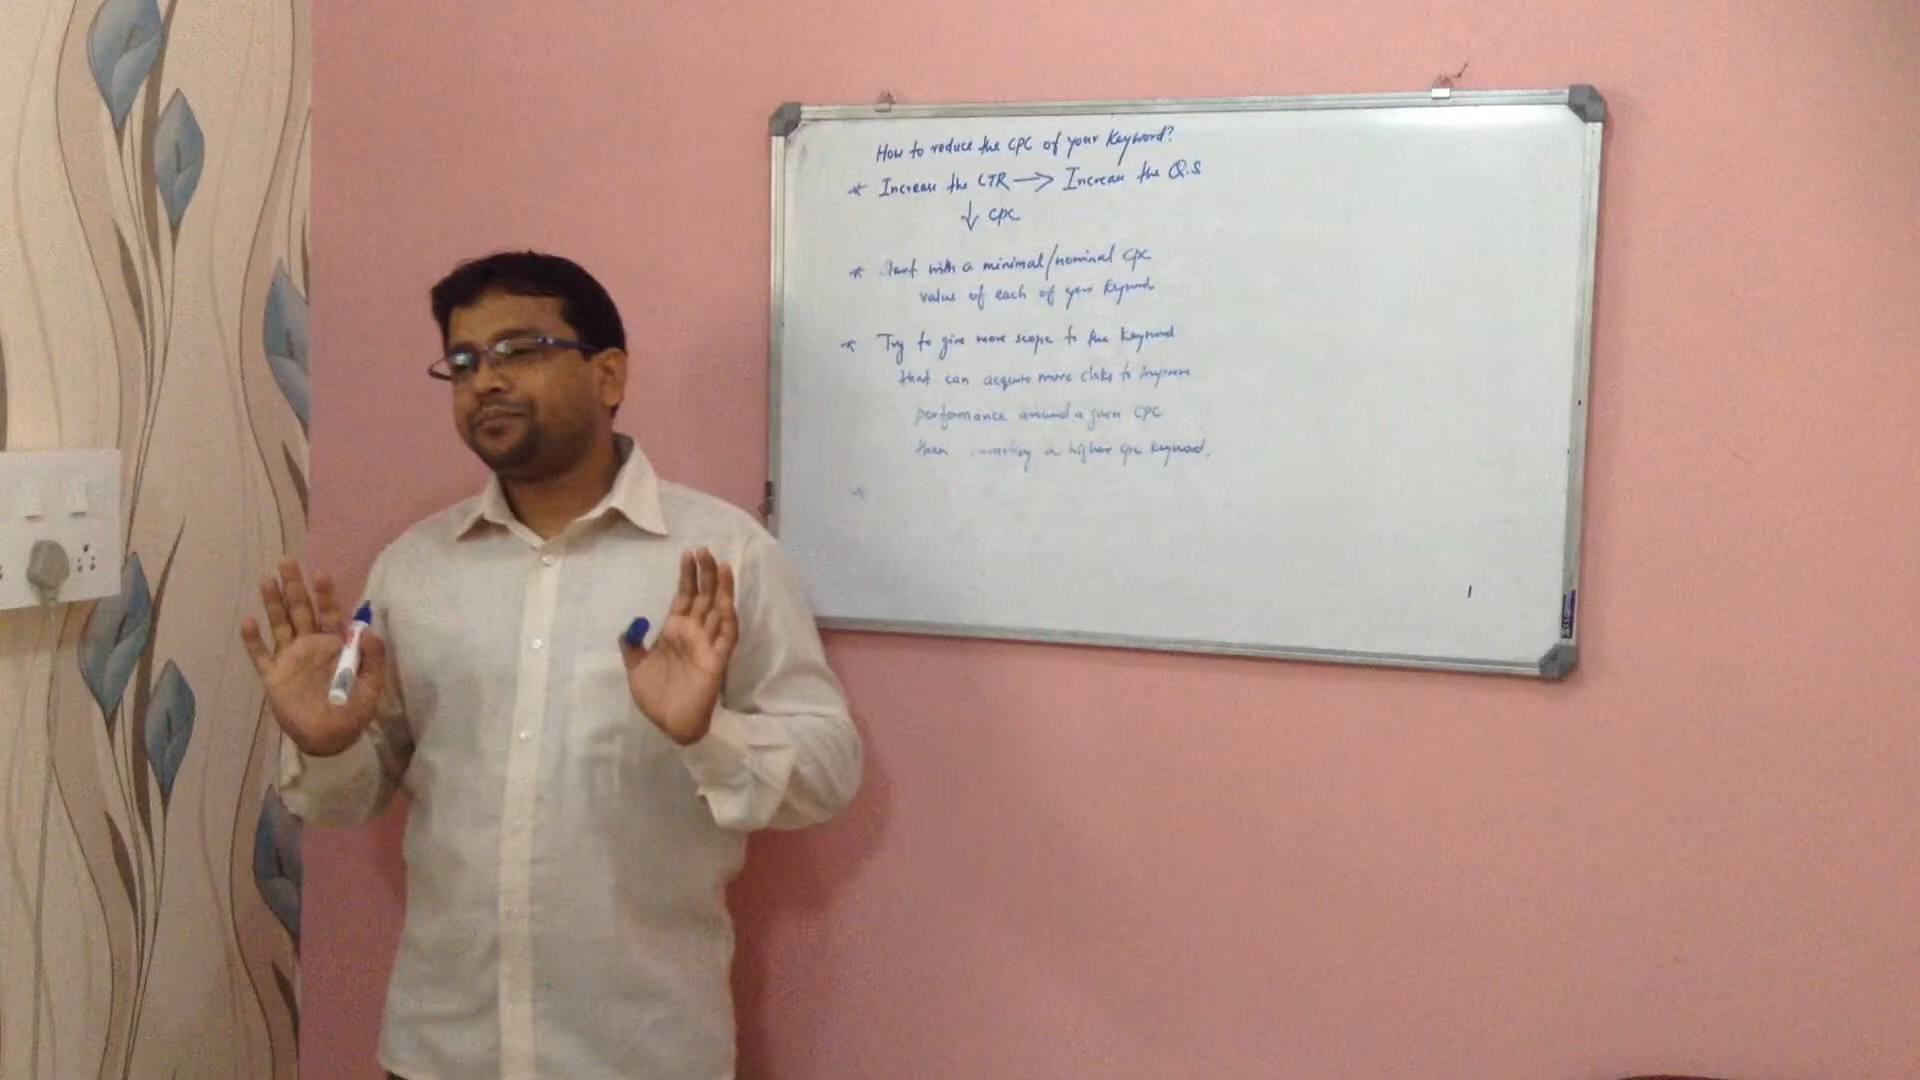 How to reduce the CPC of your Keyword?
* Increase the CTR → Increase the Q.S
↓ CPC
* Start with a minimal/nominal CPC
value of each of your Keyword
* Try to give more scope to the Keyword
that can acquire more clicks to improve
performance around a given CPC
than a higher cpc keyword.
*